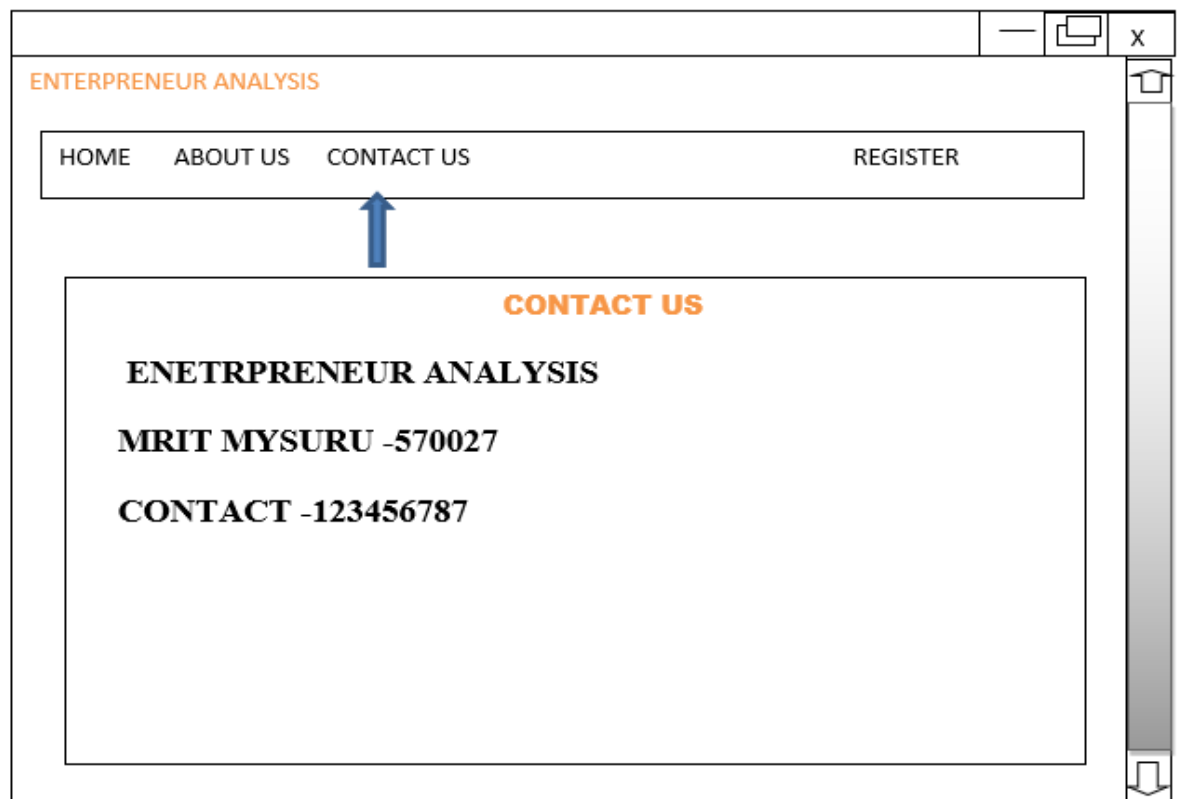 x
ENTERPRENEUR ANALYSIS
HOME ABOUT US CONTACT US REGISTER
CONTACT US
ENETRPRENEUR ANALYSIS
MRIT MYSURU -570027
CONTACT -123456787